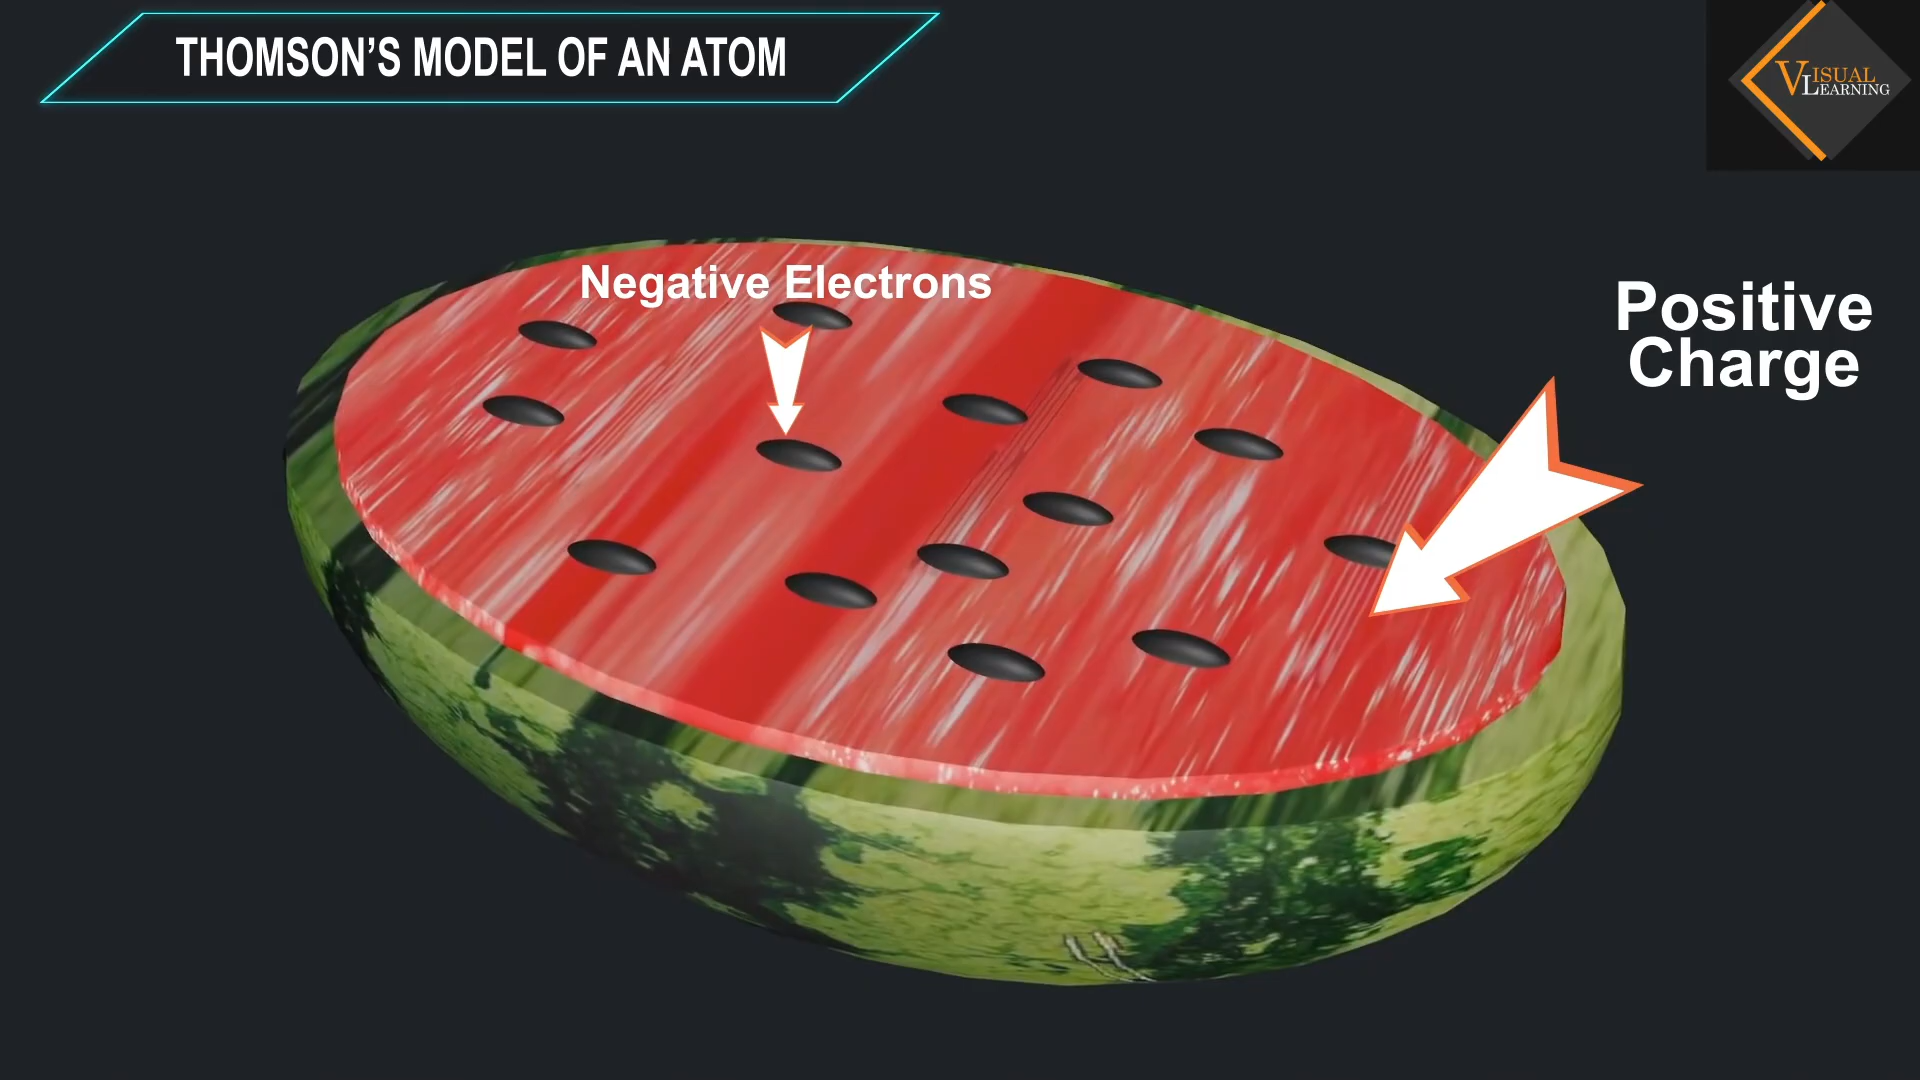 THOMSON’S MODEL OF AN ATOM
VISUAL
LEARNING
Negative Electrons
Positive
Charge